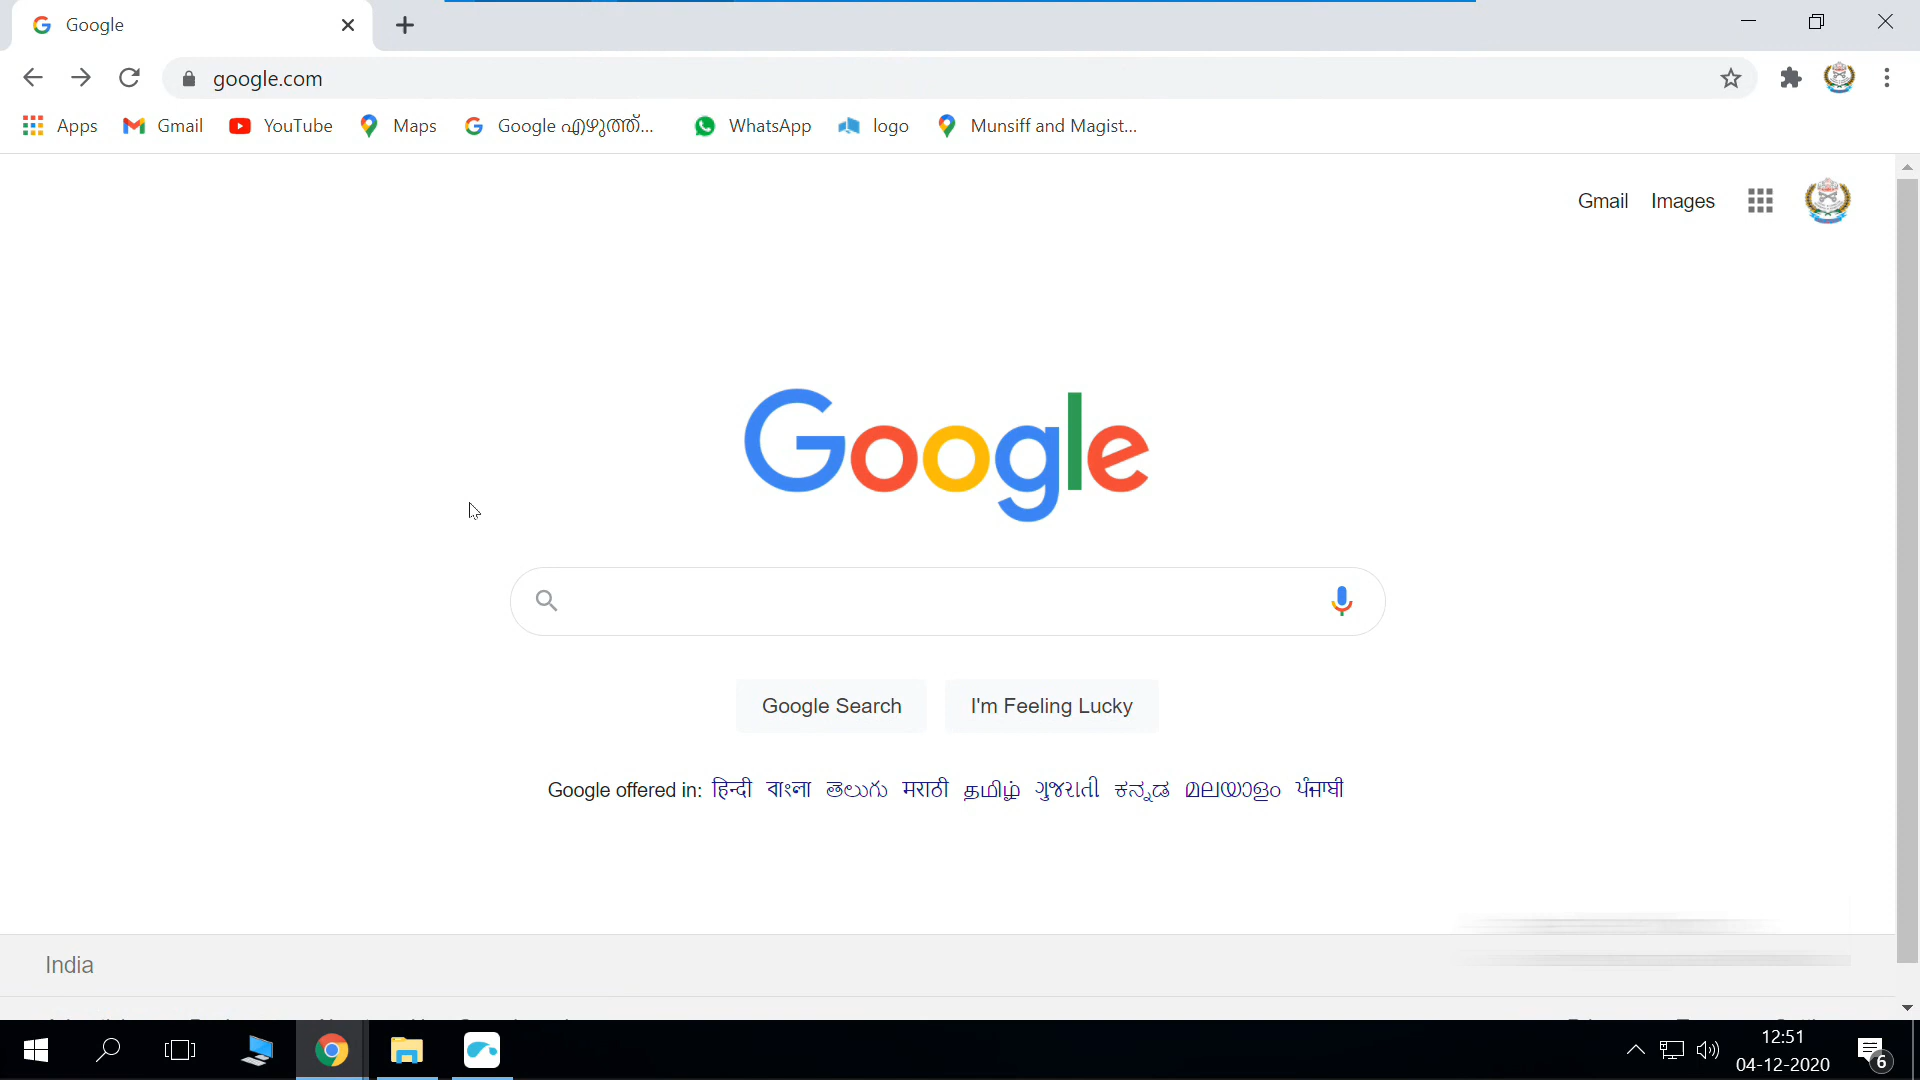 Google
google.com
Apps Gmail YouTube Maps Google എഴുത്ത്... WhatsApp logo Munsiff and Magist...
Gmail Images
Google
Google Search I'm Feeling Lucky
Google offered in: हिन्दी বাংলা తెలుగు मराठी தமிழ் ગુજરાતી ಕನ್ನಡ മലയാളം ਪੰਜਾਬੀ
India
12:51
04-12-2020
6